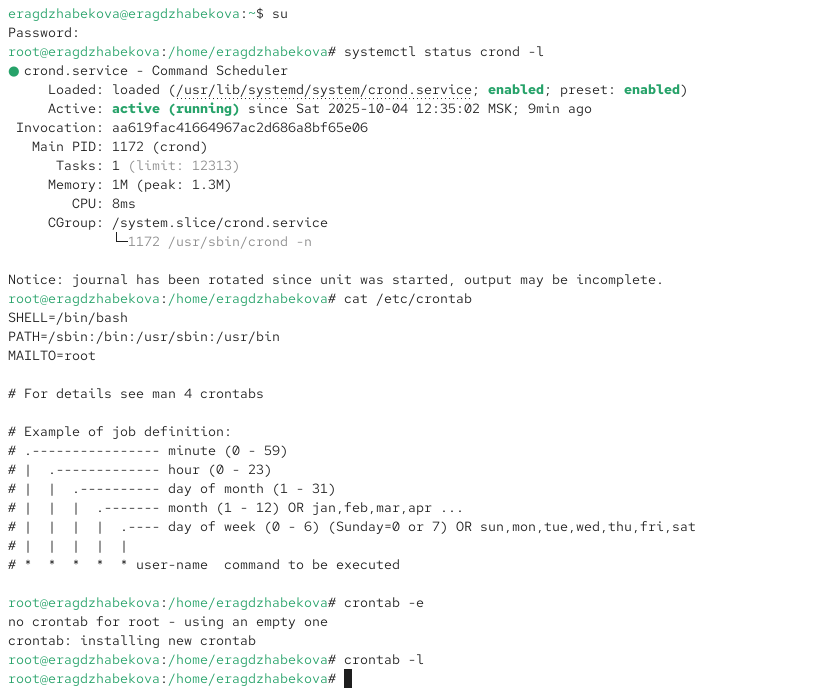 eragdzhabekova@eragdzhabekova:~$ su
Password:
root@eragdzhabekova:/home/eragdzhabekova# systemctl status crond -l
● crond.service - Command Scheduler
     Loaded: loaded (/usr/lib/systemd/system/crond.service; enabled; preset: enabled)
     Active: active (running) since Sat 2025-10-04 12:35:02 MSK; 9min ago
 Invocation: aa619fac41664967ac2d686a8bf65e06
   Main PID: 1172 (crond)
      Tasks: 1 (limit: 12313)
     Memory: 1M (peak: 1.3M)
        CPU: 8ms
     CGroup: /system.slice/crond.service
             └─1172 /usr/sbin/crond -n

Notice: journal has been rotated since unit was started, output may be incomplete.
root@eragdzhabekova:/home/eragdzhabekova# cat /etc/crontab
SHELL=/bin/bash
PATH=/sbin:/bin:/usr/sbin:/usr/bin
MAILTO=root

# For details see man 4 crontabs

# Example of job definition:
# .---------------- minute (0 - 59)
# |  .------------- hour (0 - 23)
# |  |  .---------- day of month (1 - 31)
# |  |  |  .------- month (1 - 12) OR jan,feb,mar,apr ...
# |  |  |  |  .---- day of week (0 - 6) (Sunday=0 or 7) OR sun,mon,tue,wed,thu,fri,sat
# |  |  |  |  |
# *  *  *  *  * user-name  command to be executed

root@eragdzhabekova:/home/eragdzhabekova# crontab -e
no crontab for root - using an empty one
crontab: installing new crontab
root@eragdzhabekova:/home/eragdzhabekova# crontab -l
root@eragdzhabekova:/home/eragdzhabekova#